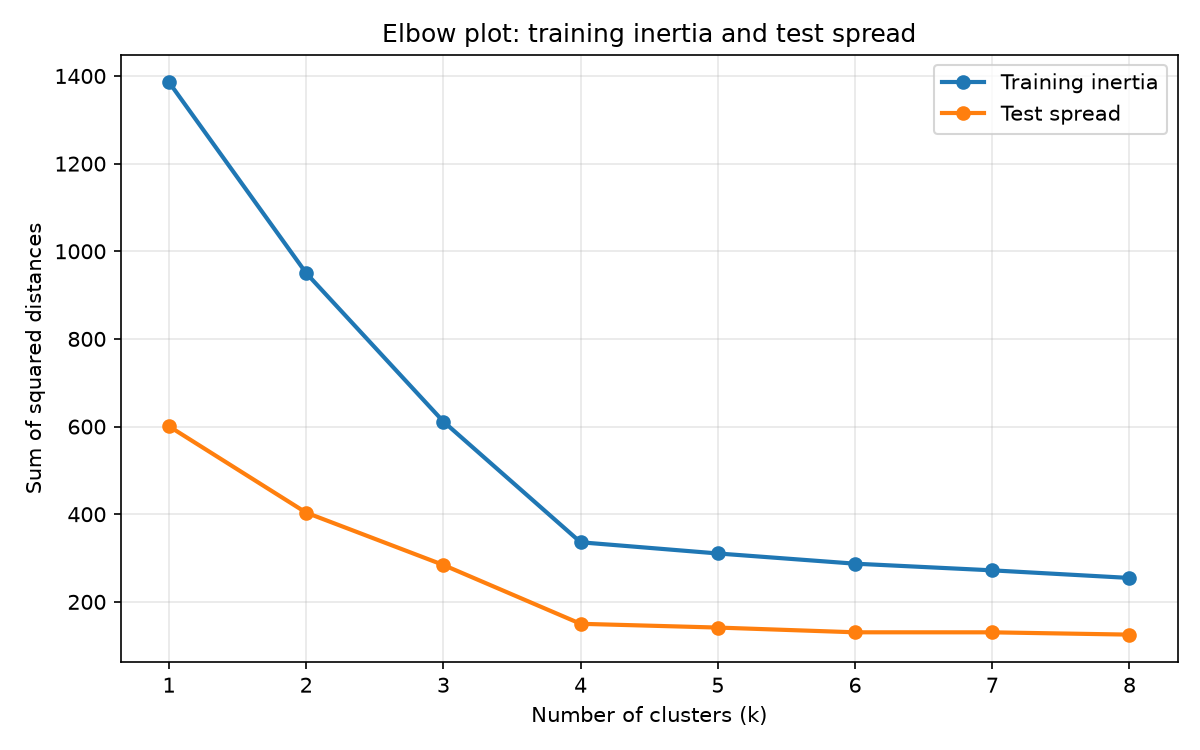 Elbow plot: training inertia and test spread
Training inertia
Test spread
Sum of squared distances
1400
1200
1000
800
600
400
200
1 2 3 4 5 6 7 8
Number of clusters (k)